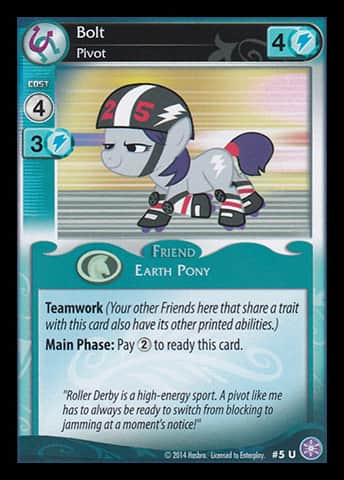 Bolt
Pivot
4
COST
4
3
25
FRIEND
EARTH PONY
Teamwork (Your other Friends here that share a trait
with this card also have its other printed abilities.)
Main Phase: Pay 2 to ready this card.
"Roller Derby is a high-energy sport. A pivot like me
has to always be ready to switch from blocking to
jamming at a moment's notice!"
© 2014 Hasbro. Licensed to Enterplay. #5 U